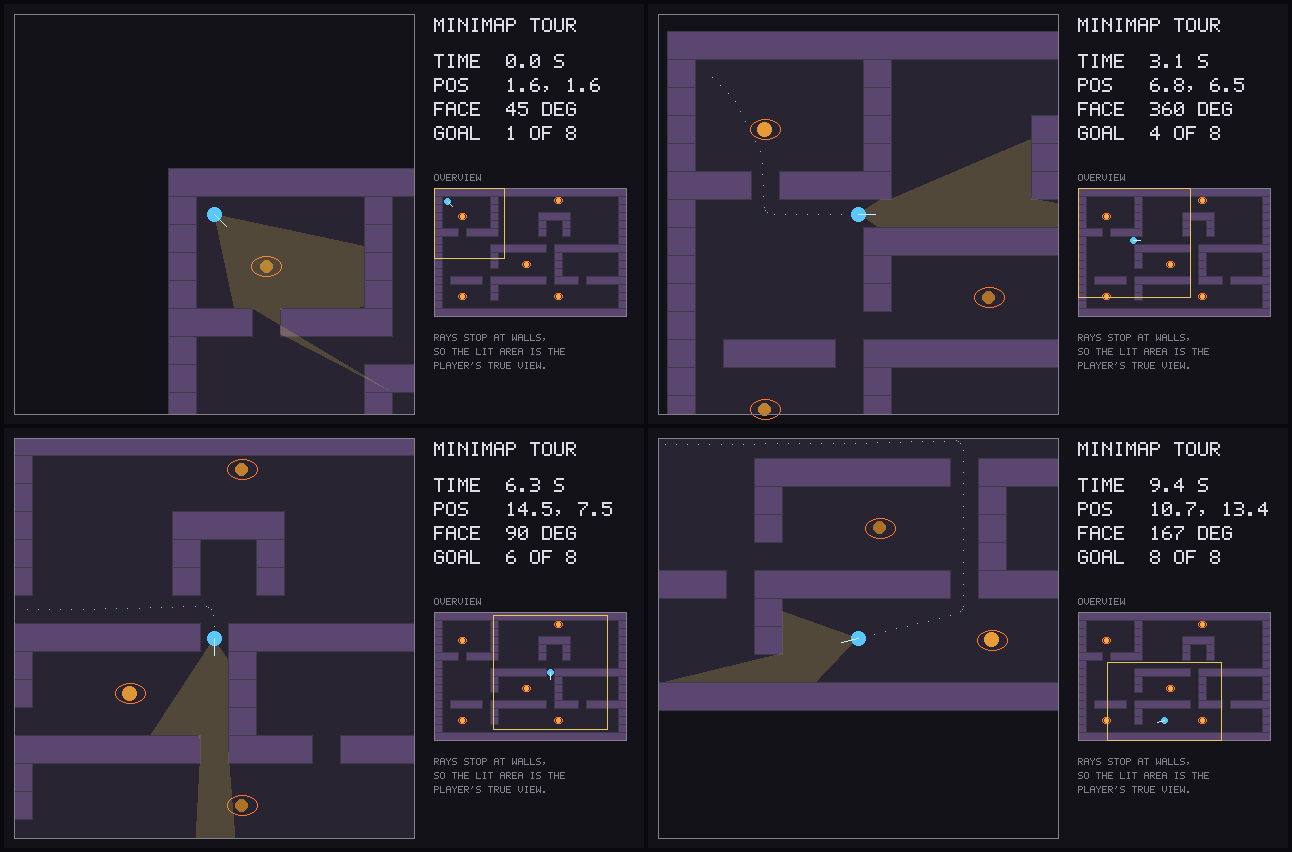 MINIMAP TOUR
TIME 0.0 S
POS 1.6, 1.6
FACE 45 DEG
GOAL 1 OF 8
OVERVIEW
RAYS STOP AT WALLS,
SO THE LIT AREA IS THE
PLAYER'S TRUE VIEW.
MINIMAP TOUR
TIME 3.1 S
POS 6.8, 6.5
FACE 360 DEG
GOAL 4 OF 8
OVERVIEW
RAYS STOP AT WALLS,
SO THE LIT AREA IS THE
PLAYER'S TRUE VIEW.
MINIMAP TOUR
TIME 6.3 S
POS 14.5, 7.5
FACE 90 DEG
GOAL 6 OF 8
OVERVIEW
RAYS STOP AT WALLS,
SO THE LIT AREA IS THE
PLAYER'S TRUE VIEW.
MINIMAP TOUR
TIME 9.4 S
POS 10.7, 13.4
FACE 167 DEG
GOAL 8 OF 8
OVERVIEW
RAYS STOP AT WALLS,
SO THE LIT AREA IS THE
PLAYER'S TRUE VIEW.